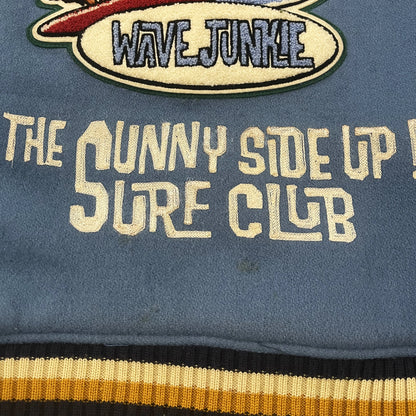 WAVE JUNKIE
THE SUNNY SIDE UP !
SURF CLUB